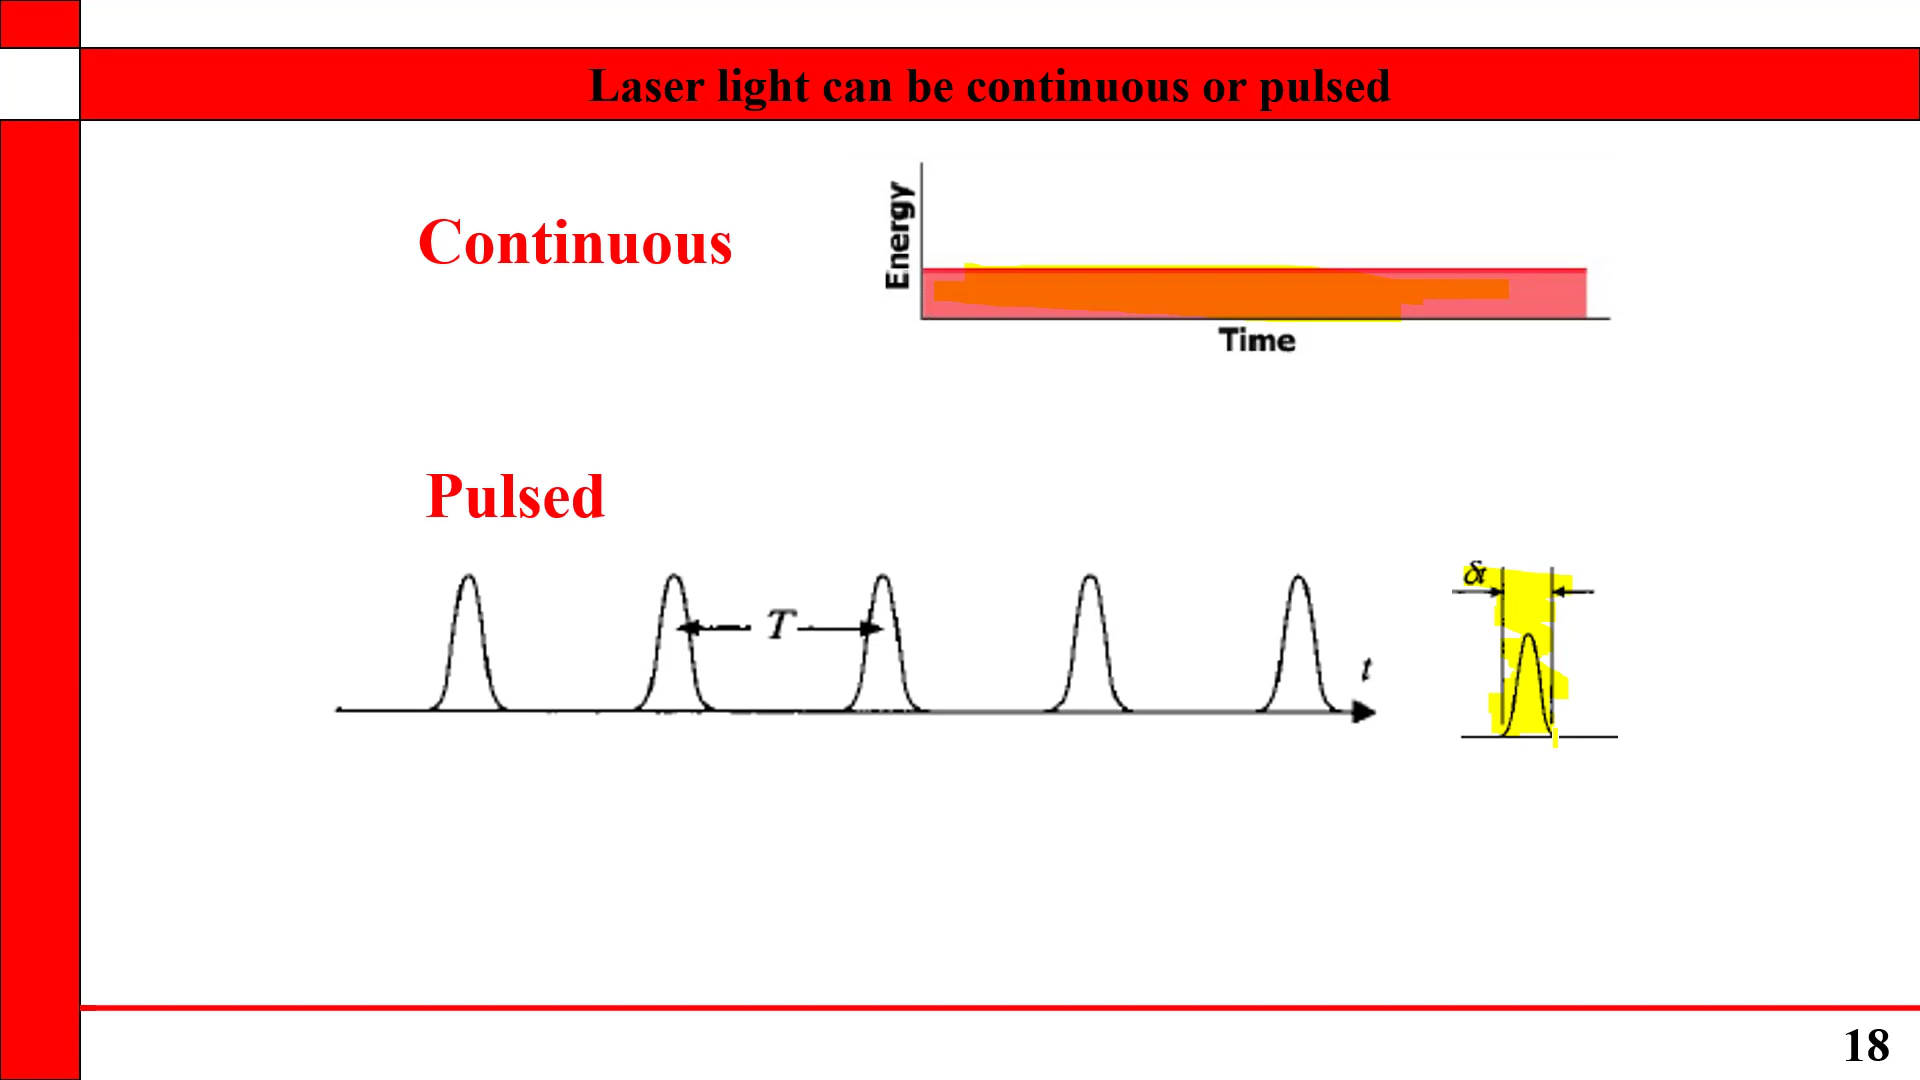 Laser light can be continuous or pulsed
Continuous
Energy
Time
Pulsed
T
t
δt
18